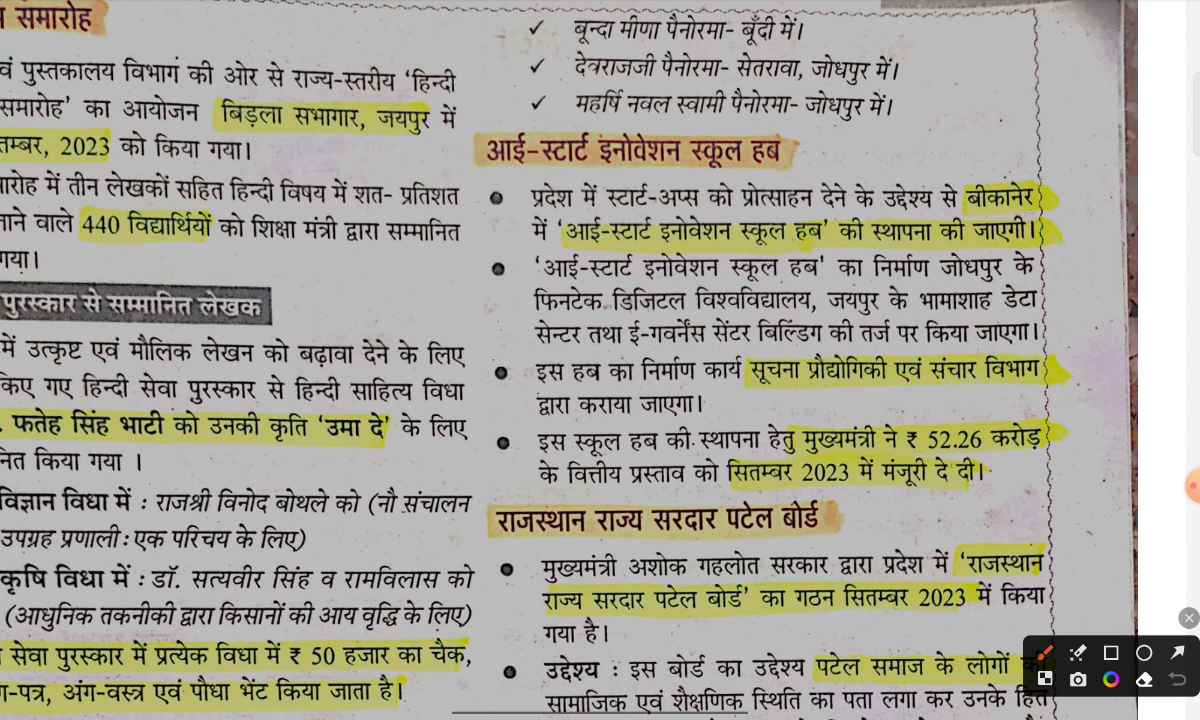 समारोह
पुस्तकालय विभाग की ओर से राज्य-स्तरीय ‘हिन्दी
समारोह’ का आयोजन बिड़ला सभागार, जयपुर में
2023 को किया गया।
में तीन लेखकों सहित हिन्दी विषय में शत- प्रतिशत
वाले 440 विद्यार्थियों को शिक्षा मंत्री द्वारा सम्मानित
गया।
पुरस्कार से सम्मानित लेखक
में उत्कृष्ट एवं मौलिक लेखन को बढ़ावा देने के लिए
किए गए हिन्दी सेवा पुरस्कार से हिन्दी साहित्य विधा
फतेह सिंह भाटी को उनकी कृति ‘उमा दे’ के लिए
किया गया ।
विज्ञान विधा में : राजश्री विनोद बोथले को (नौ संचालन
उपग्रह प्रणाली: एक परिचय के लिए)
कृषि विधा में : डॉ. सत्यवीर सिंह व रामविलास को
(आधुनिक तकनीकी द्वारा किसानों की आय वृद्धि के लिए)
सेवा पुरस्कार में प्रत्येक विधा में ₹ 50 हजार का चैक,
अंग-वस्त्र एवं पौधा भेंट किया जाता है।
✓ बून्दा मीणा पैनोरमा- बूँदी में।
✓ देवराजजी पैनोरमा- सेतरावा, जोधपुर में।
✓ महर्षि नवल स्वामी पैनोरमा- जोधपुर में।
आई-स्टार्ट इनोवेशन स्कूल हब
● प्रदेश में स्टार्ट-अप्स को प्रोत्साहन देने के उद्देश्य से बीकानेर
में ‘आई-स्टार्ट इनोवेशन स्कूल हब’ की स्थापना की जाएगी।
● ‘आई-स्टार्ट इनोवेशन स्कूल हब’ का निर्माण जोधपुर के
फिनटेक डिजिटल विश्वविद्यालय, जयपुर के भामाशाह डेटा
सेन्टर तथा ई-गवर्नेंस सेंटर बिल्डिंग की तर्ज पर किया जाएगा।
● इस हब का निर्माण कार्य सूचना प्रौद्योगिकी एवं संचार विभाग
द्वारा कराया जाएगा।
● इस स्कूल हब की स्थापना हेतु मुख्यमंत्री ने ₹ 52.26 करोड़
के वित्तीय प्रस्ताव को सितम्बर 2023 में मंजूरी दे दी।
राजस्थान राज्य सरदार पटेल बोर्ड
● मुख्यमंत्री अशोक गहलोत सरकार द्वारा प्रदेश में ‘राजस्थान
राज्य सरदार पटेल बोर्ड’ का गठन सितम्बर 2023 में किया
गया है।
● उद्देश्य : इस बोर्ड का उद्देश्य पटेल समाज के लोगों
सामाजिक एवं शैक्षणिक स्थिति का पता लगा कर उनके हित